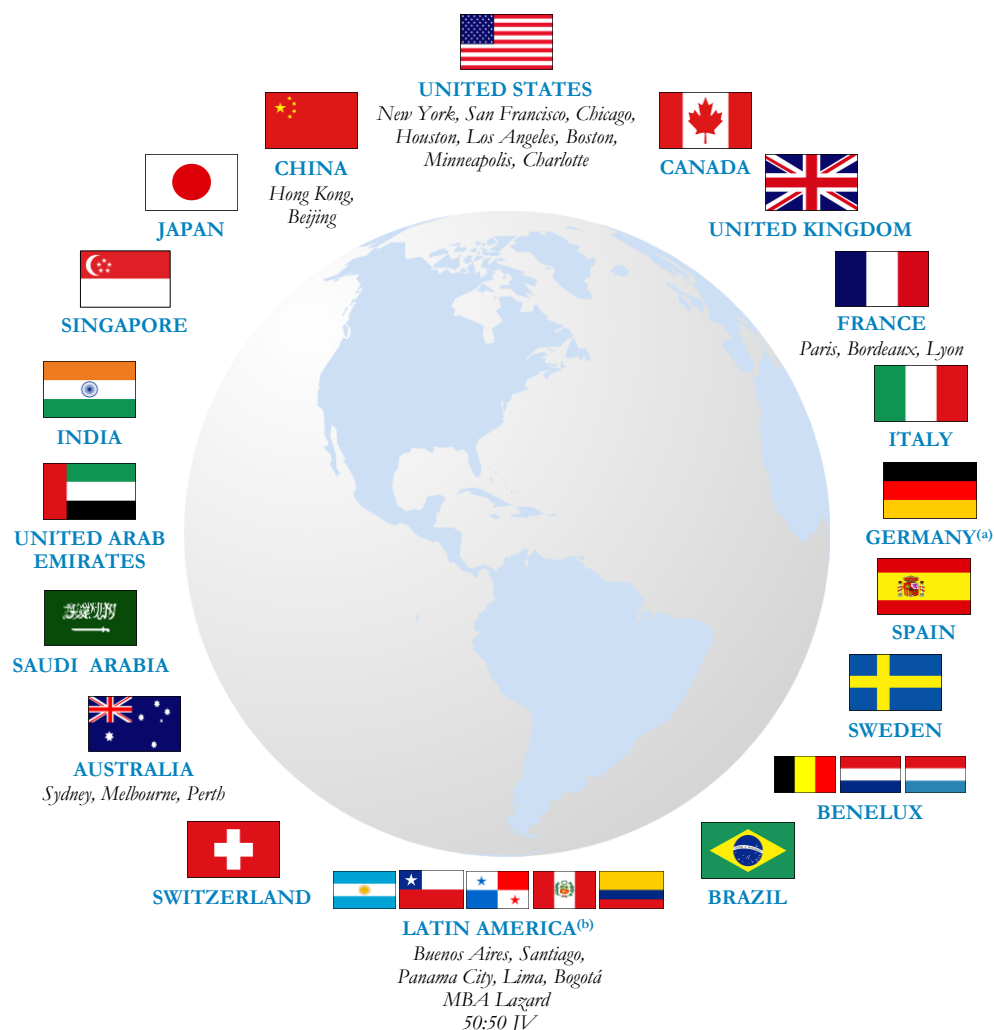 UNITED STATES
New York, San Francisco, Chicago,
Houston, Los Angeles, Boston,
Minneapolis, Charlotte
CANADA
UNITED KINGDOM
FRANCE
Paris, Bordeaux, Lyon
ITALY
GERMANY(a)
SPAIN
SWEDEN
BENELUX
BRAZIL
LATIN AMERICA(b)
Buenos Aires, Santiago,
Panama City, Lima, Bogotá
MBA Lazard
50:50 JV
SWITZERLAND
AUSTRALIA
Sydney, Melbourne, Perth
SAUDI ARABIA
UNITED ARAB
EMIRATES
INDIA
SINGAPORE
JAPAN
CHINA
Hong Kong,
Beijing